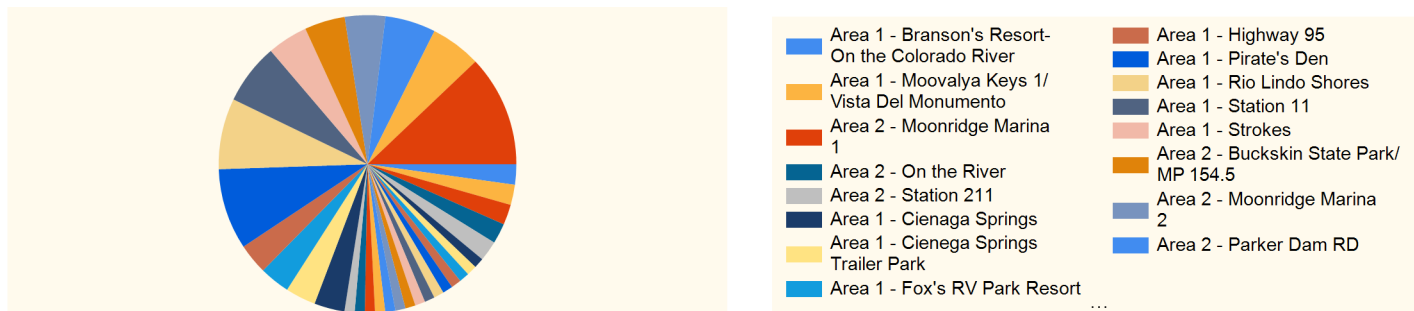 Area 1 - Branson's Resort-
On the Colorado River
Area 1 - Moovalya Keys 1/
Vista Del Monumento
Area 2 - Moonridge Marina
1
Area 2 - On the River
Area 2 - Station 211
Area 1 - Cienaga Springs
Area 1 - Cienega Springs
Trailer Park
Area 1 - Fox's RV Park Resort
Area 1 - Highway 95
Area 1 - Pirate's Den
Area 1 - Rio Lindo Shores
Area 1 - Station 11
Area 1 - Strokes
Area 2 - Buckskin State Park/
MP 154.5
Area 2 - Moonridge Marina
2
Area 2 - Parker Dam RD
...